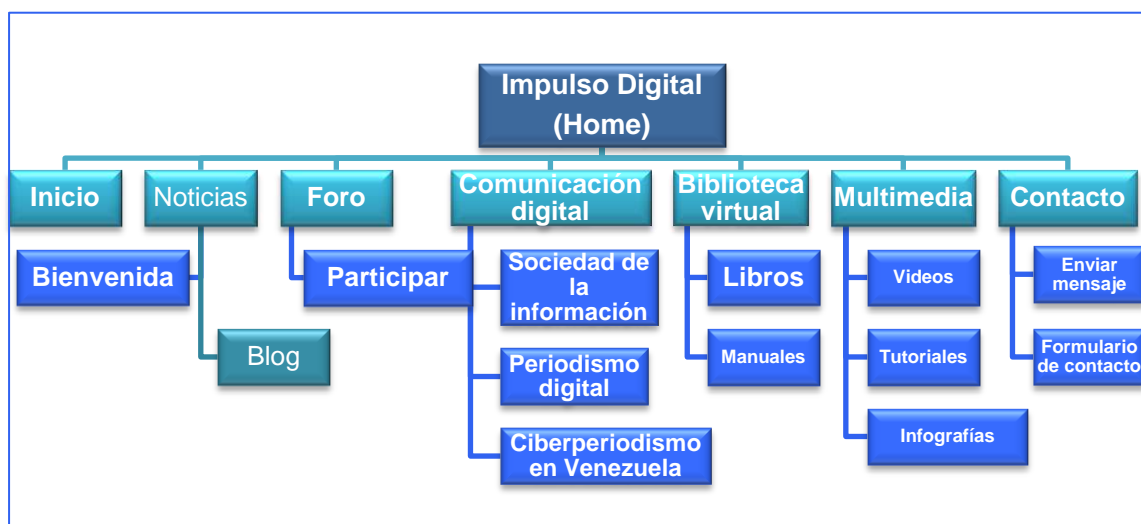 Impulso Digital
(Home)
Inicio
Noticias
Foro
Comunicación
digital
Biblioteca
virtual
Multimedia
Contacto
Bienvenida
Blog
Participar
Sociedad de
la
información
Periodismo
digital
Ciberperiodismo
en Venezuela
Libros
Manuales
Videos
Tutoriales
Infografías
Enviar
mensaje
Formulario
de contacto